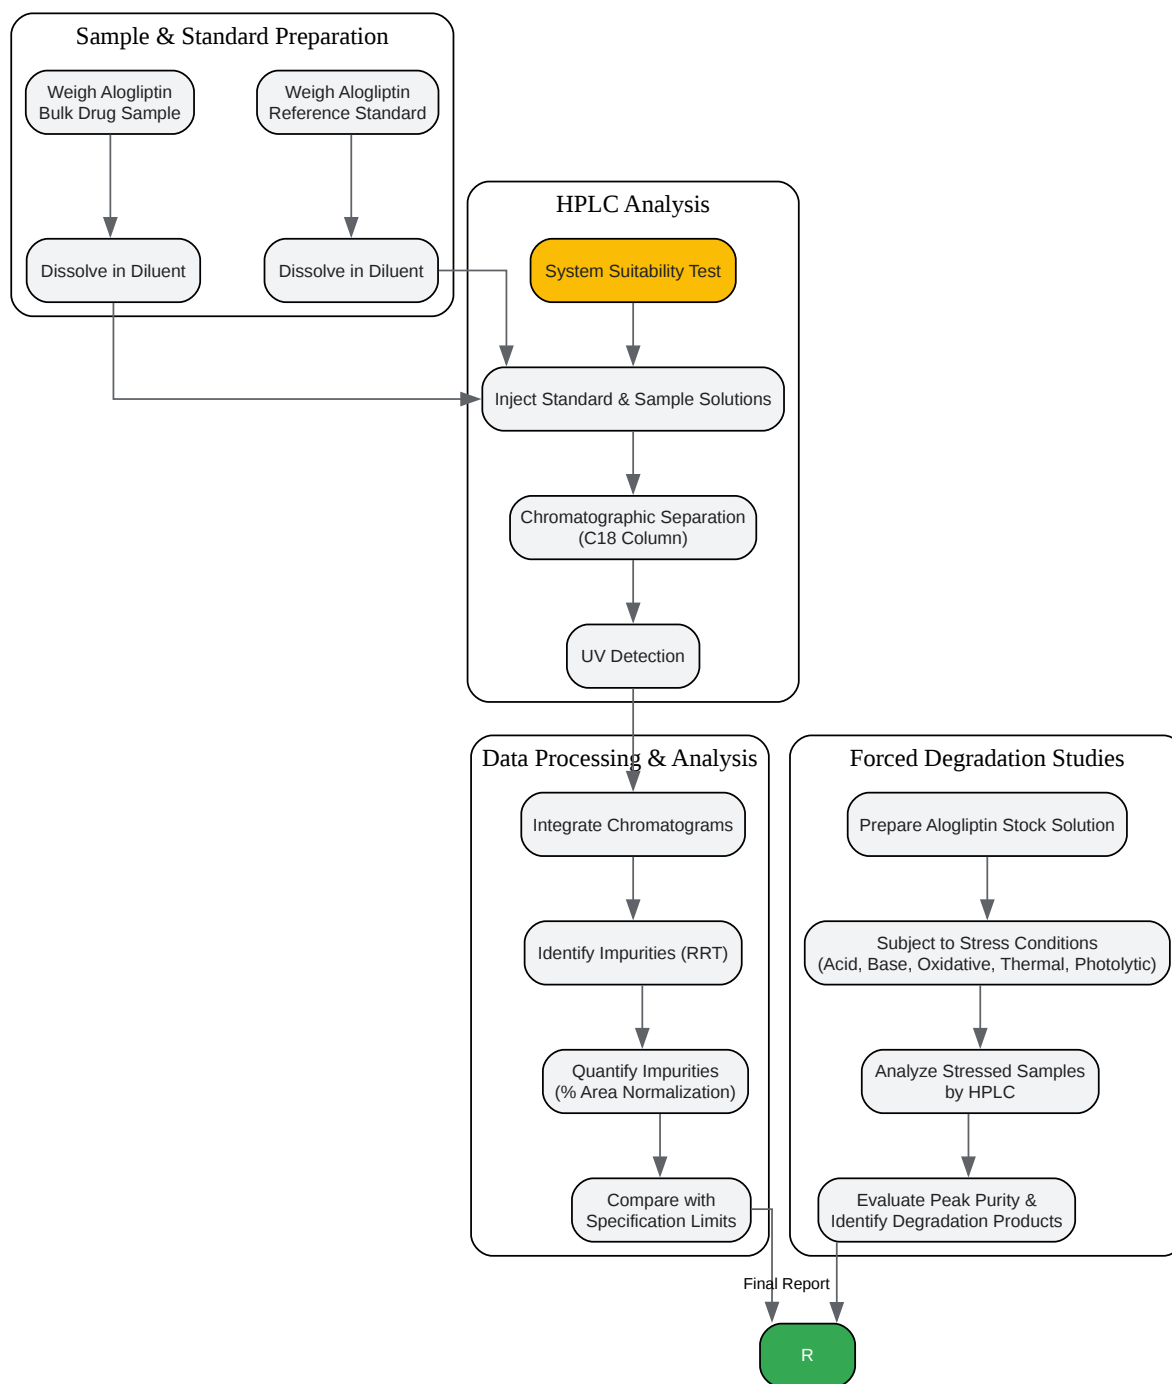 Sample & Standard Preparation
Weigh Alogliptin
Bulk Drug Sample
Weigh Alogliptin
Reference Standard
Dissolve in Diluent
Dissolve in Diluent
HPLC Analysis
System Suitability Test
Inject Standard & Sample Solutions
Chromatographic Separation
(C18 Column)
UV Detection
Data Processing & Analysis
Integrate Chromatograms
Identify Impurities (RRT)
Quantify Impurities
(% Area Normalization)
Compare with
Specification Limits
Forced Degradation Studies
Prepare Alogliptin Stock Solution
Subject to Stress Conditions
(Acid, Base, Oxidative, Thermal, Photolytic)
Analyze Stressed Samples
by HPLC
Evaluate Peak Purity &
Identify Degradation Products
Final Report
R